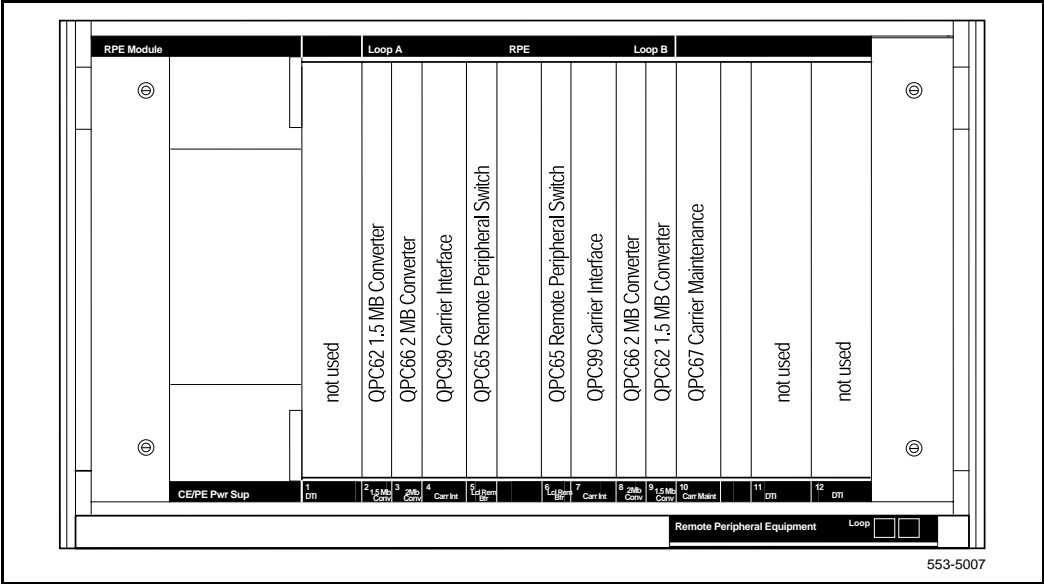 RPE Module Loop A RPE Loop B
not used
QPC62 1.5 MB Converter
QPC66 2 MB Converter
QPC99 Carrier Interface
QPC65 Remote Peripheral Switch
QPC65 Remote Peripheral Switch
QPC99 Carrier Interface
QPC66 2 MB Converter
QPC62 1.5 MB Converter
QPC67 Carrier Maintenance
not used
not used
CE/PE Pwr Sup
1 DTI
2 1.5 Mb Conv
3 2Mb Conv
4 Carr Int
5 Lcl Rem Bfr
6 Lcl Rem Bfr
7 Carr Int
8 2Mb Conv
9 1.5 Mb Conv
10 Carr Maint
11 DTI
12 DTI
Remote Peripheral Equipment Loop
553-5007